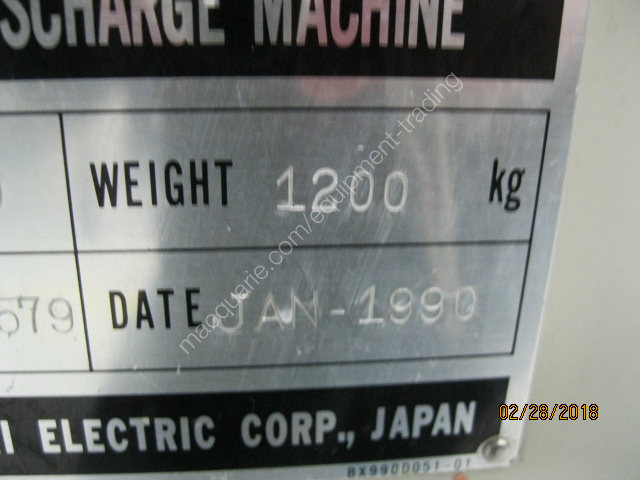 SCHARGE MACHINE
WEIGHT 1200 kg
579 DATE JAN-1990
I ELECTRIC CORP., JAPAN
BX990D051-01
02/28/2018
macquarie.com/equipment-trading